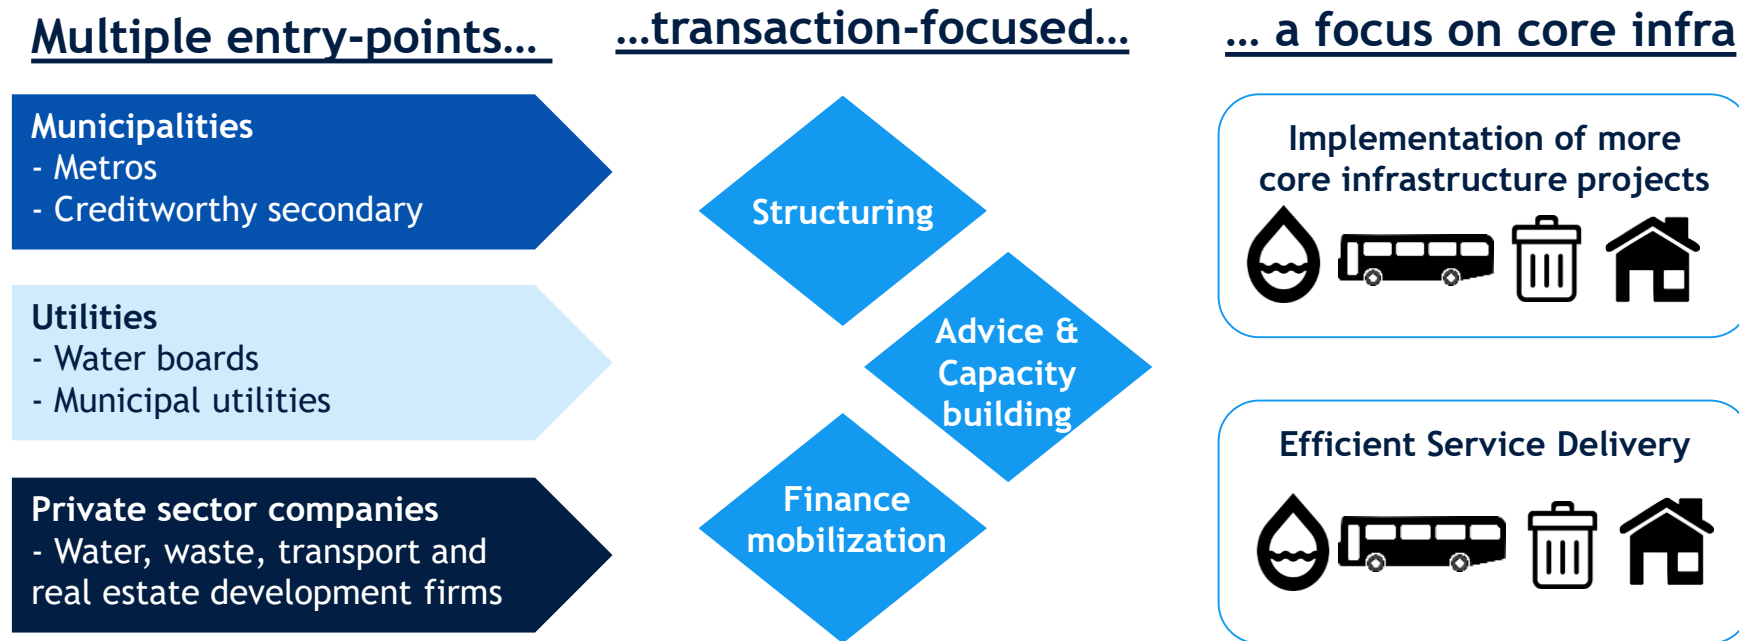 Multiple entry-points…
Municipalities
- Metros
- Creditworthy secondary
Utilities
- Water boards
- Municipal utilities
Private sector companies
- Water, waste, transport and
real estate development firms
…transaction-focused…
Structuring
Advice &
Capacity
building
Finance
mobilization
… a focus on core infra
Implementation of more
core infrastructure projects
Efficient Service Delivery